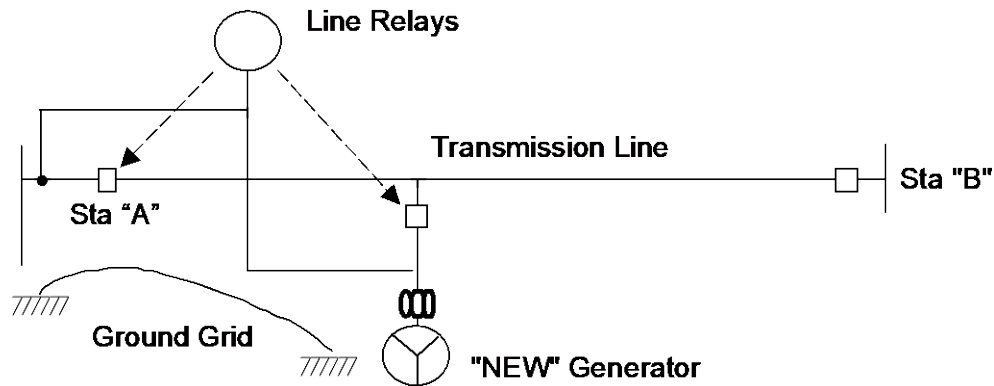 Line Relays
Transmission Line
Sta “A”
Sta "B"
Ground Grid
"NEW" Generator